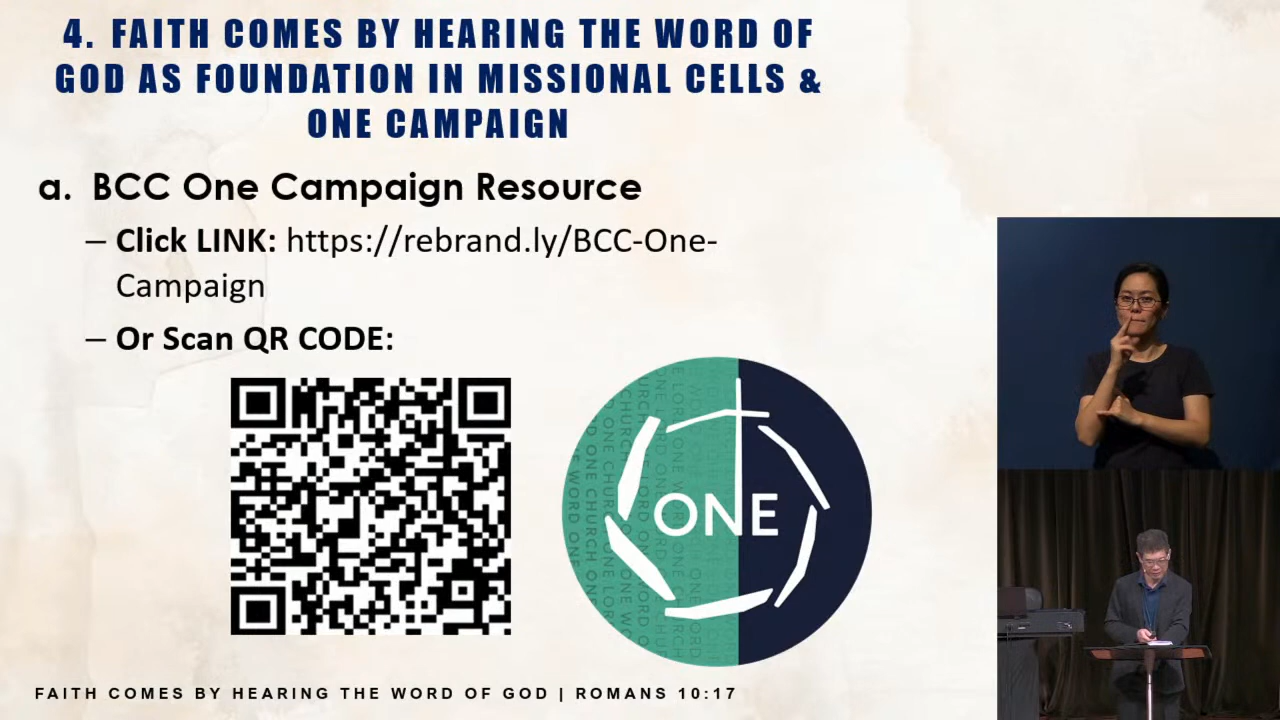 4. FAITH COMES BY HEARING THE WORD OF
GOD AS FOUNDATION IN MISSIONAL CELLS &
ONE CAMPAIGN
a. BCC One Campaign Resource
– Click LINK: https://rebrand.ly/BCC-One-
Campaign
– Or Scan QR CODE:
ONE
FAITH COMES BY HEARING THE WORD OF GOD | ROMANS 10:17